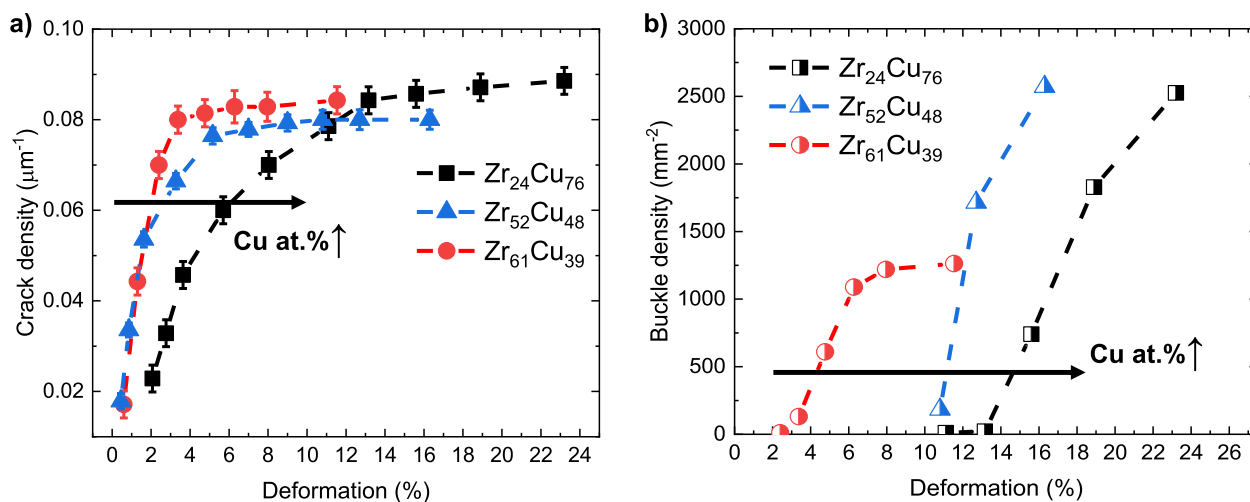 a)
0.10
0.08
0.06
0.04
0.02
Crack density (μm⁻¹)
Zr₂₄Cu₇₆
Zr₅₂Cu₄₈
Zr₆₁Cu₃₉
Cu at.%↑
0 2 4 6 8 10 12 14 16 18 20 22 24
Deformation (%)
b)
3000
2500
2000
1500
1000
500
0
Buckle density (mm⁻²)
Zr₂₄Cu₇₆
Zr₅₂Cu₄₈
Zr₆₁Cu₃₉
Cu at.%↑
0 2 4 6 8 10 12 14 16 18 20 22 24 26
Deformation (%)